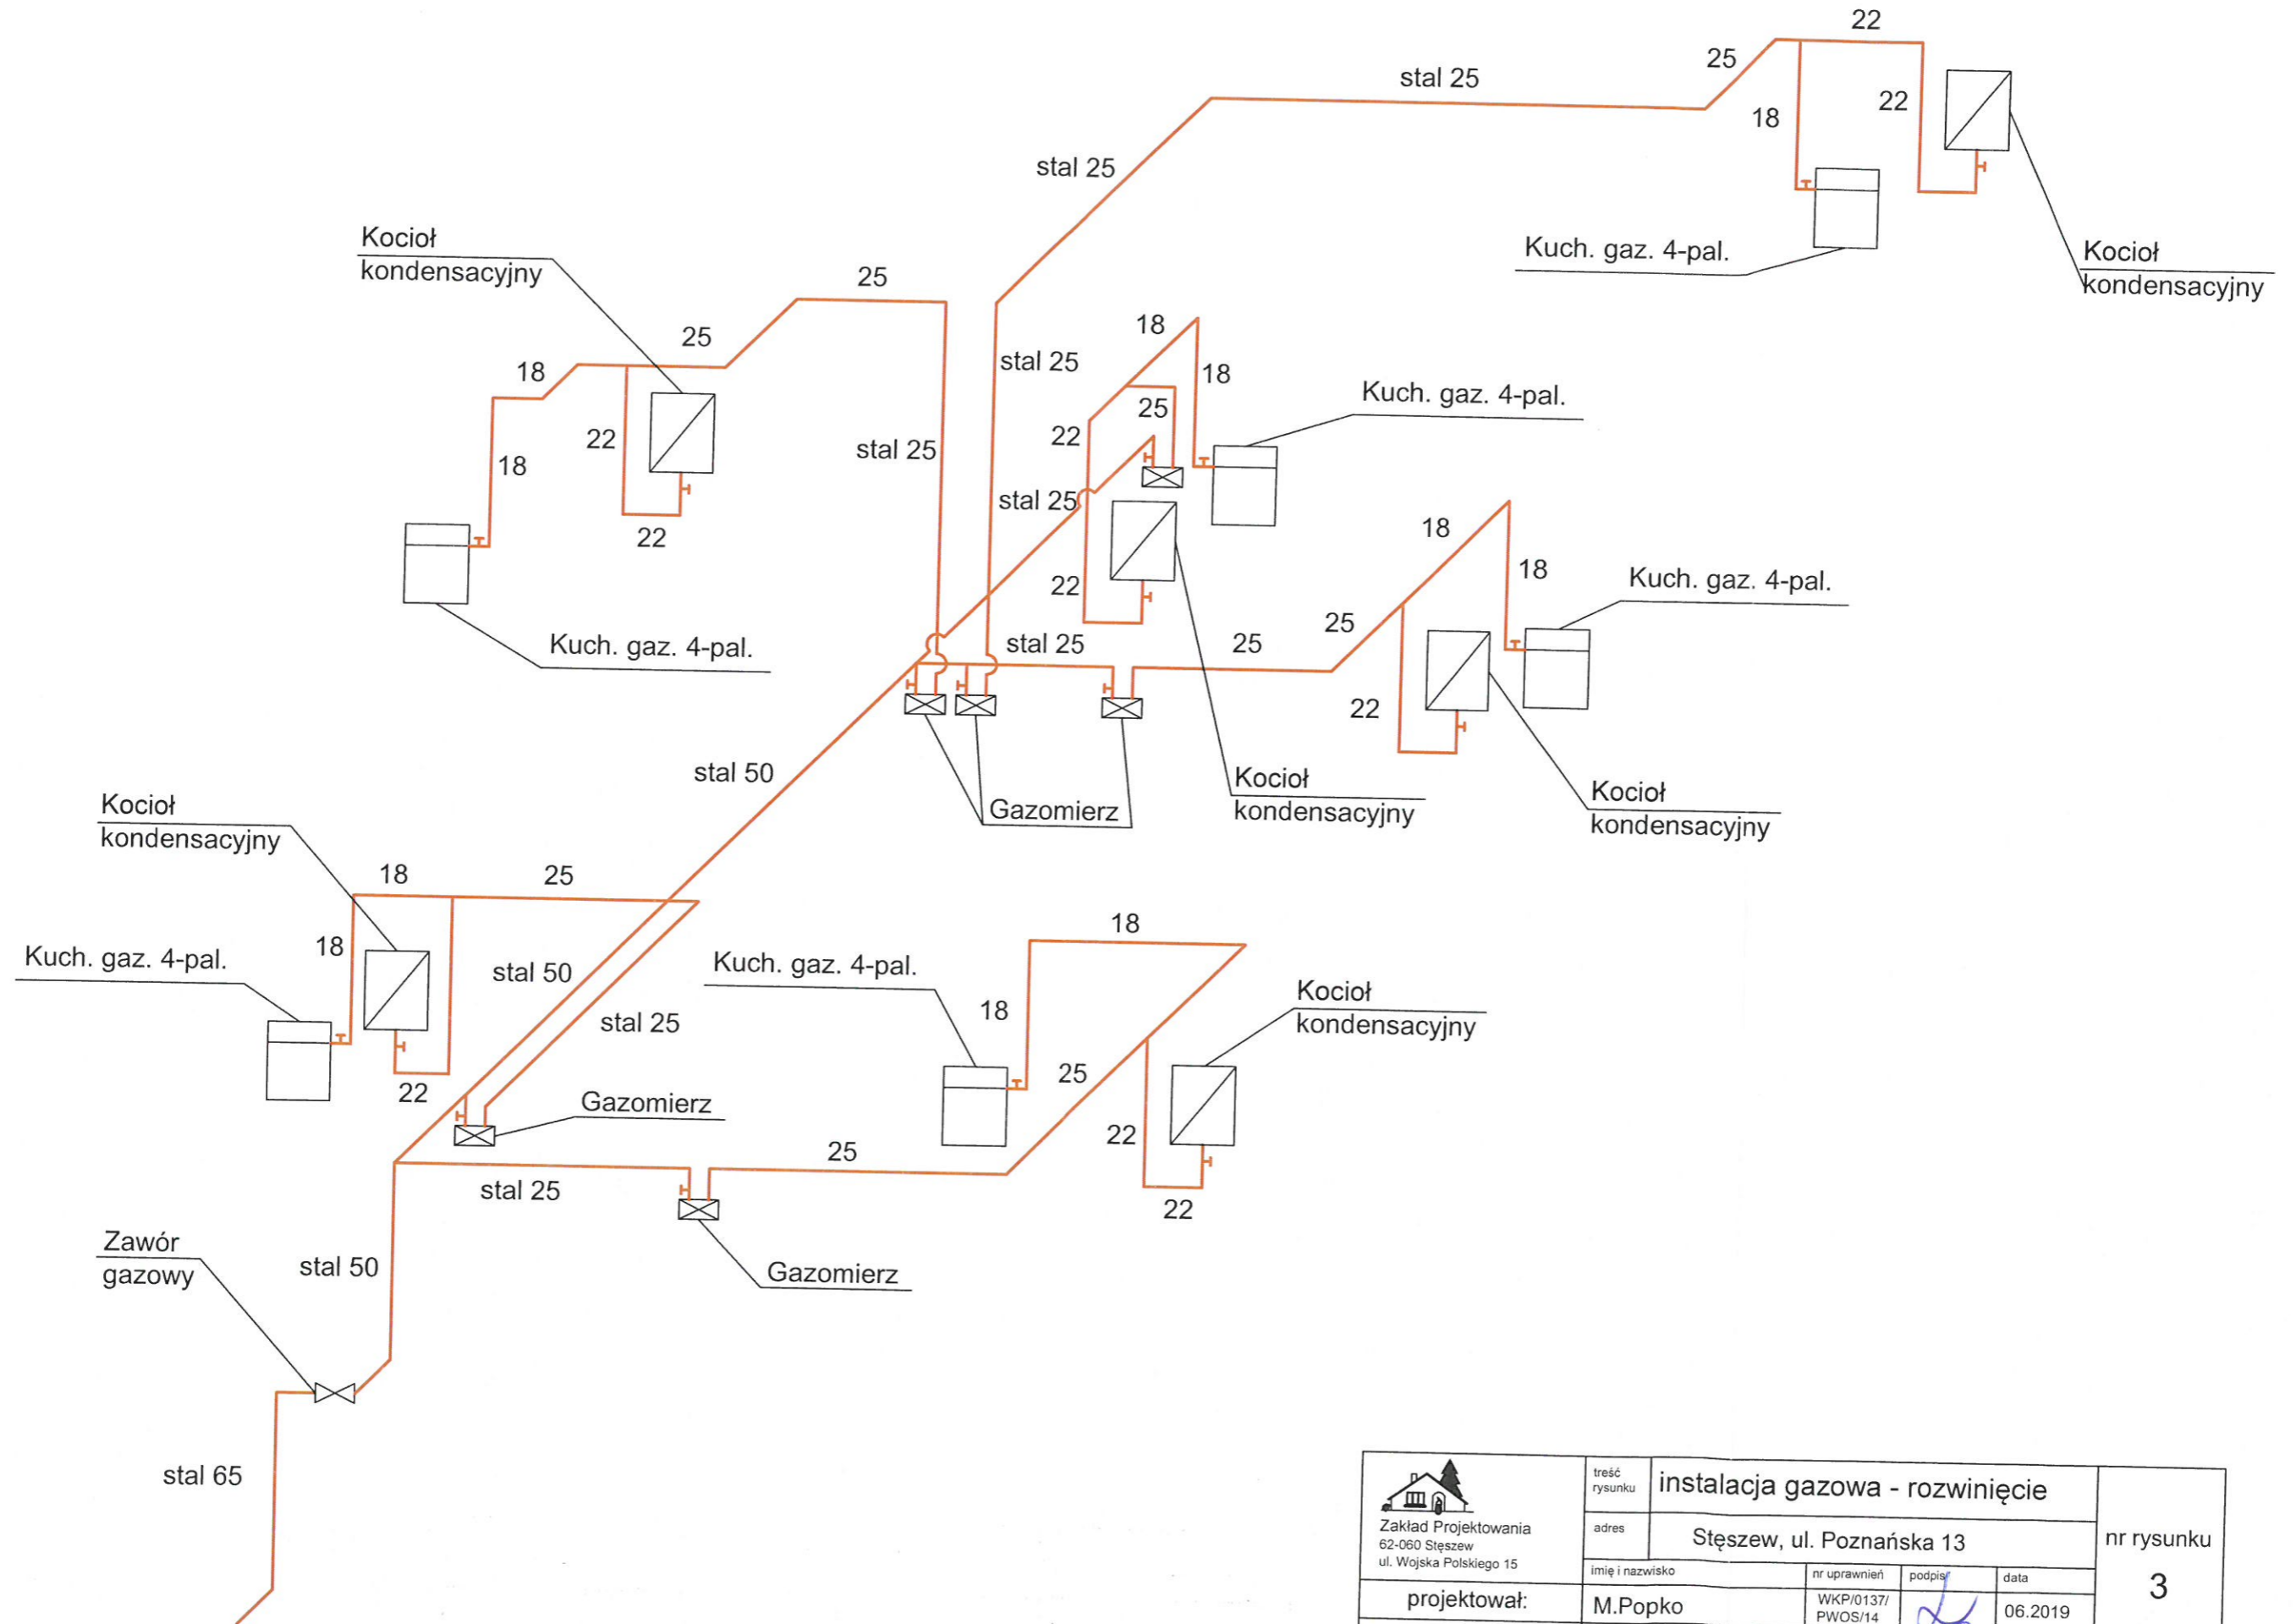 22
25
stal 25
22
18
stal 25
Kocioł
kondensacyjny
Kuch. gaz. 4-pal.
Kocioł
kondensacyjny
25
25
18
stal 25
18
18
Kuch. gaz. 4-pal.
25
22
22
stal 25
18
stal 25
22
18
18
Kuch. gaz. 4-pal.
22
25
stal 25
25
Kuch. gaz. 4-pal.
22
stal 50
Gazomierz
Kocioł
kondensacyjny
Kocioł
kondensacyjny
Kocioł
kondensacyjny
18
25
18
18
Kuch. gaz. 4-pal.
stal 50
Kuch. gaz. 4-pal.
18
Kocioł
kondensacyjny
stal 25
25
22
Gazomierz
22
25
stal 25
22
Zawór
gazowy
stal 50
Gazomierz
stal 65
Zakład Projektowania
62-060 Stęszew
ul. Wojska Polskiego 15
treść
rysunku
instalacja gazowa - rozwinięcie
adres
Stęszew, ul. Poznańska 13
nr rysunku
3
imię i nazwisko
nr uprawnień
podpis
data
projektował:
M.Popko
WKP/0137/
PWOS/14
06.2019